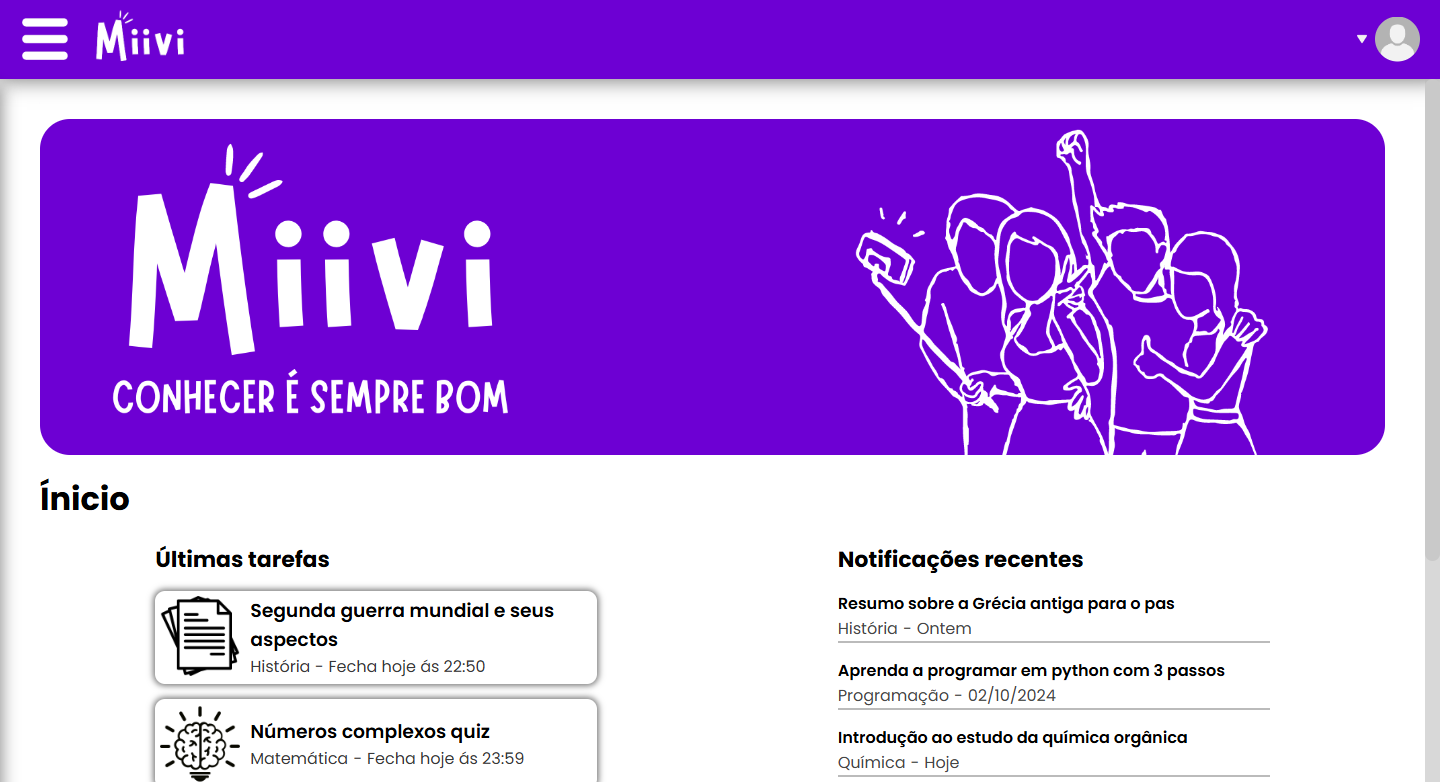 Miivi
Miivi
CONHECER É SEMPRE BOM
Ínicio
Últimas tarefas
Segunda guerra mundial e seus
aspectos
História - Fecha hoje ás 22:50
Números complexos quiz
Matemática - Fecha hoje ás 23:59
Notificações recentes
Resumo sobre a Grécia antiga para o pas
História - Ontem
Aprenda a programar em python com 3 passos
Programação - 02/10/2024
Introdução ao estudo da química orgânica
Química - Hoje